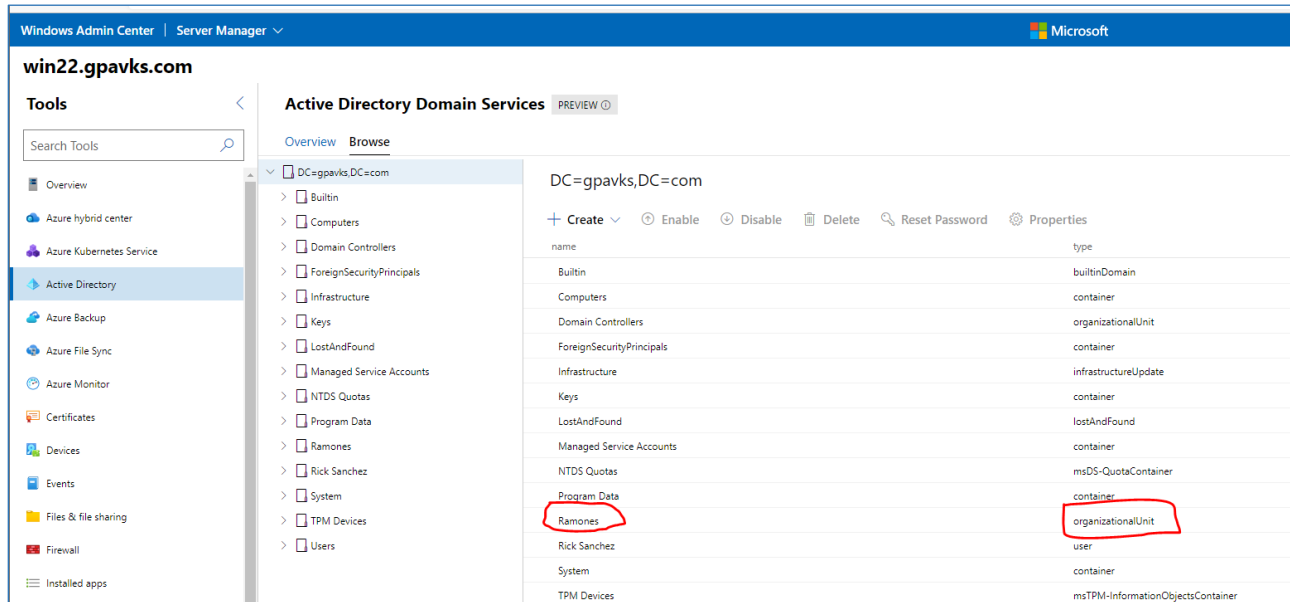 Windows Admin Center | Server Manager
Microsoft
win22.gpavks.com
Tools
Search Tools
Overview
Azure hybrid center
Azure Kubernetes Service
Active Directory
Azure Backup
Azure File Sync
Azure Monitor
Certificates
Devices
Events
Files & file sharing
Firewall
Installed apps
Active Directory Domain Services PREVIEW
Overview Browse
DC=gpavks,DC=com
Builtin
Computers
Domain Controllers
ForeignSecurityPrincipals
Infrastructure
Keys
LostAndFound
Managed Service Accounts
NTDS Quotas
Program Data
Ramones
Rick Sanchez
System
TPM Devices
Users
DC=gpavks,DC=com
Create Enable Disable Delete Reset Password Properties
name type
Builtin builtinDomain
Computers container
Domain Controllers organizationalUnit
ForeignSecurityPrincipals container
Infrastructure infrastructureUpdate
Keys container
LostAndFound lostAndFound
Managed Service Accounts container
NTDS Quotas msDS-QuotaContainer
Program Data container
Ramones organizationalUnit
Rick Sanchez user
System container
TPM Devices msTPM-InformationObjectsContainer